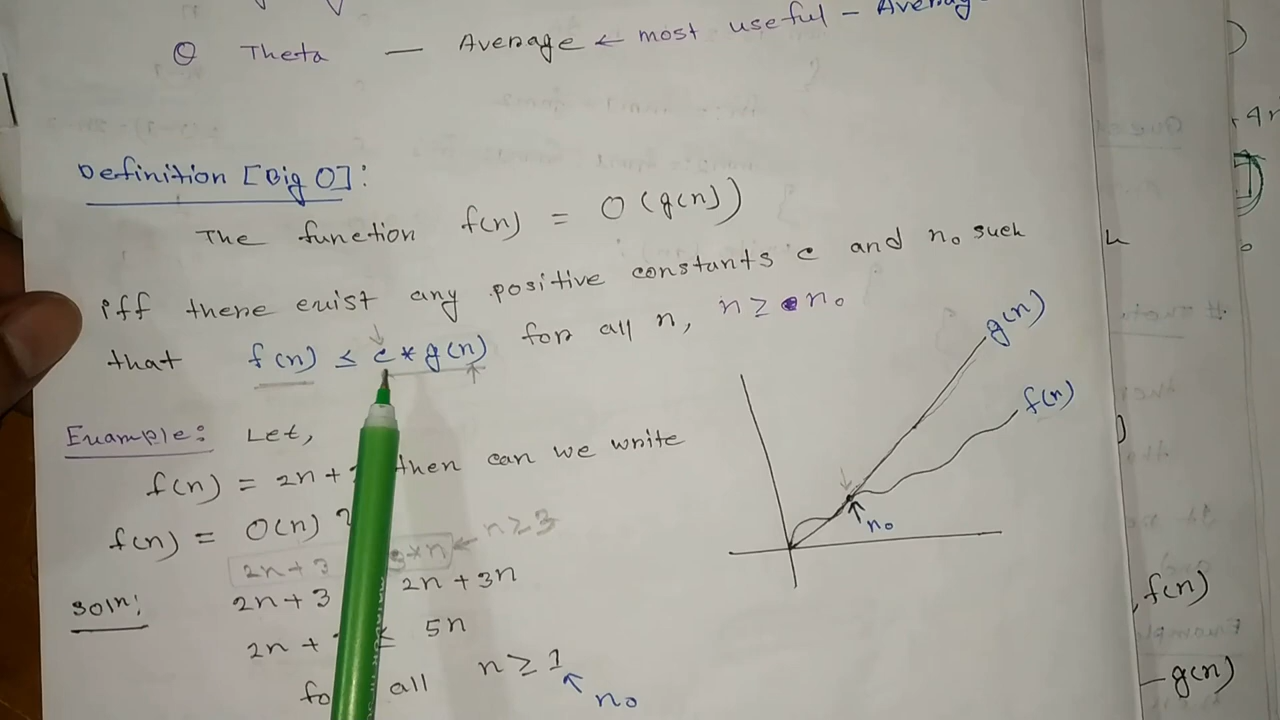 Θ Theta — Average ← most useful - Average
Definition [Big O]:
The function f(n) = O(g(n))
iff there exist any positive constants c and n₀ such
that f(n) ≤ c * g(n) for all n, n ≥ n₀
g(n)
f(n)
n₀
Example: Let,
f(n) = 2n + then can we write
f(n) = O(n) ?
2n+3 3*n ← n≥3
Soln: 2n+3 2n + 3n
2n + ≤ 5n
for all n ≥ 1
n₀
f(n)
g(n)